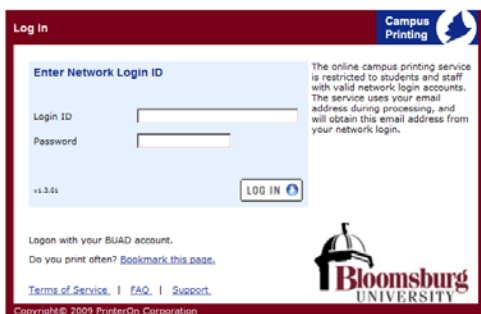 Log In
Campus
Printing
Enter Network Login ID
Login ID
Password
v1.3.01
LOG IN
The online campus printing service
is restricted to students and staff
with valid network login accounts.
The service uses your email
address during processing, and
will obtain this email address from
your network login.
Logon with your BUAD account.
Do you print often? Bookmark this page.
Terms of Service | FAQ | Support
Bloomsburg
UNIVERSITY
Copyright© 2009 PrinterOn Corporation